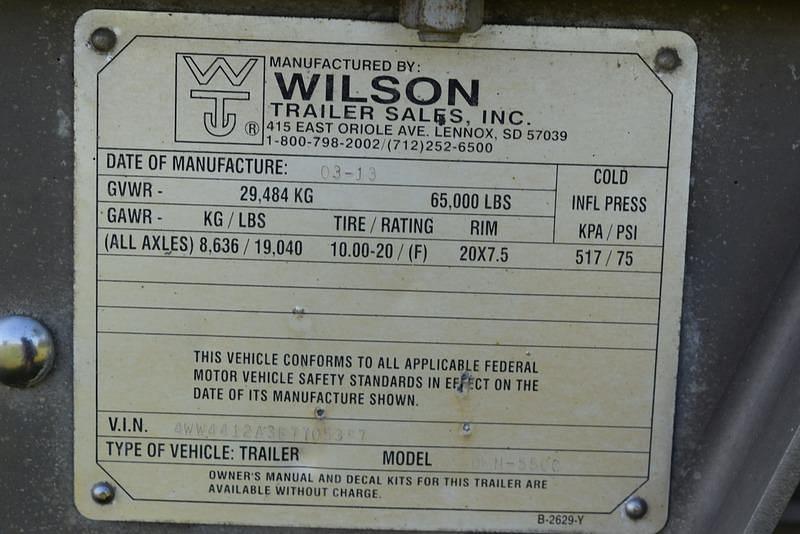 MANUFACTURED BY:
WILSON
TRAILER SALES, INC.
415 EAST ORIOLE AVE. LENNOX, SD 57039
1-800-798-2002/(712)252-6500
WT ®
DATE OF MANUFACTURE: 03-13
GVWR - 29,484 KG 65,000 LBS
COLD
INFL PRESS
KPA / PSI
GAWR - KG / LBS TIRE / RATING RIM
(ALL AXLES) 8,636 / 19,040 10.00-20 / (F) 20X7.5 517 / 75
THIS VEHICLE CONFORMS TO ALL APPLICABLE FEDERAL
MOTOR VEHICLE SAFETY STANDARDS IN EFFECT ON THE
DATE OF ITS MANUFACTURE SHOWN.
V.I.N.
TYPE OF VEHICLE: TRAILER MODEL
OWNER'S MANUAL AND DECAL KITS FOR THIS TRAILER ARE
AVAILABLE WITHOUT CHARGE.
B-2629-Y